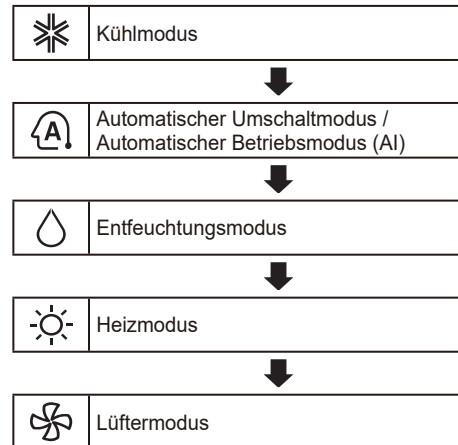 Kühlmodus
A
Automatischer Umschaltmodus /
Automatischer Betriebsmodus (AI)
Entfeuchtungsmodus
Heizmodus
Lüftermodus